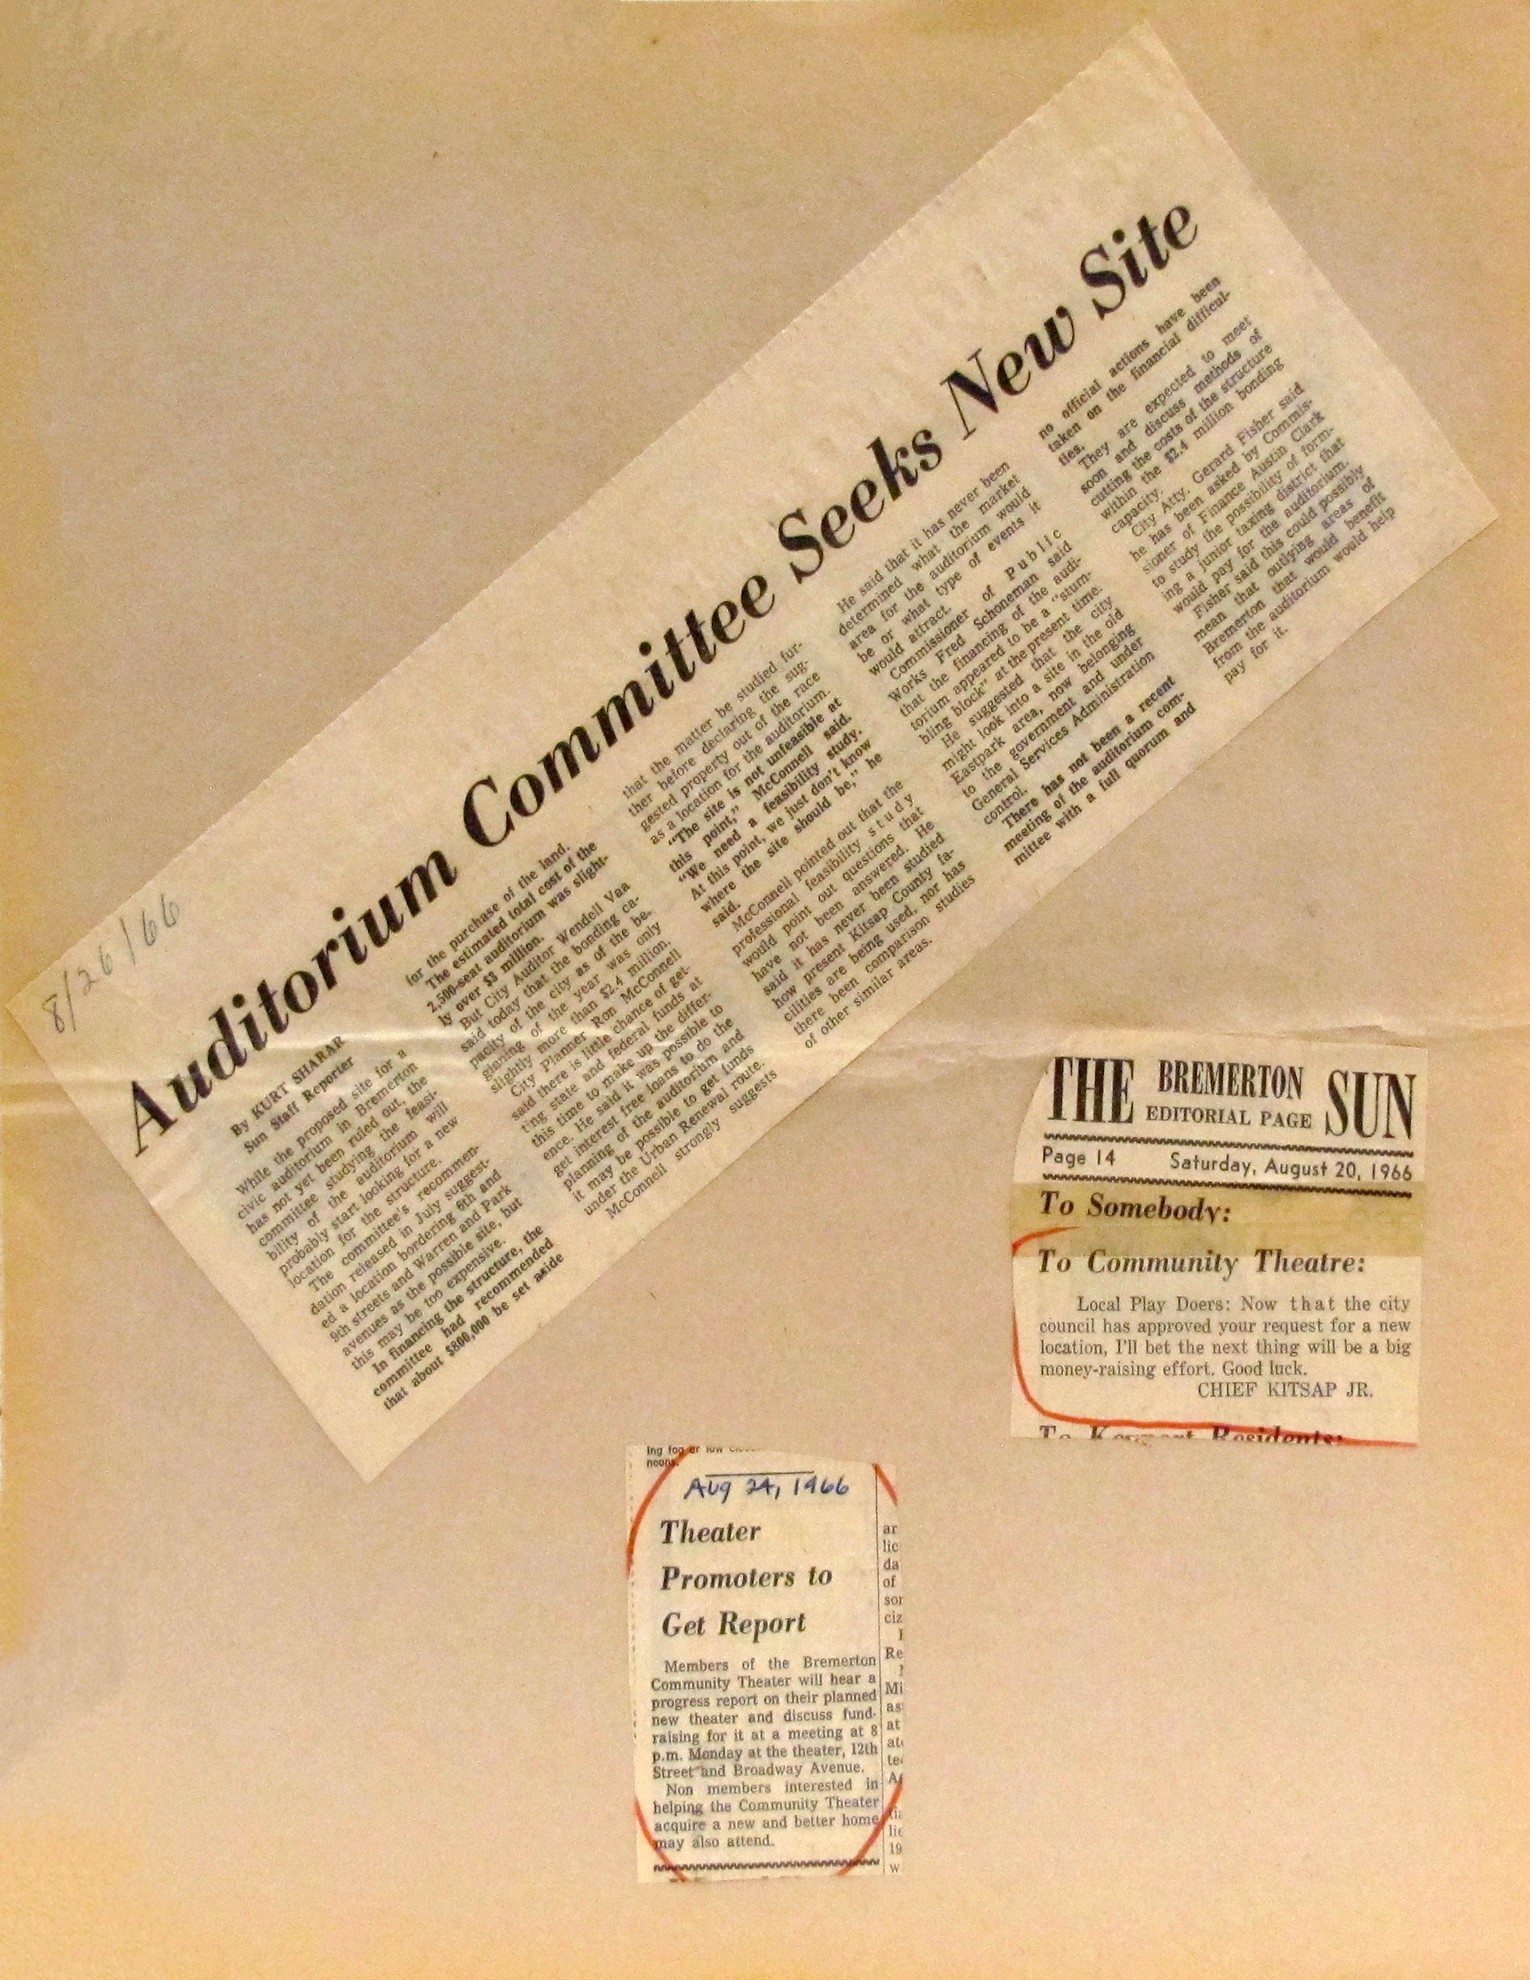 8/26/66
Auditorium Committee Seeks New Site
By KURT SHARAR
Sun Staff Reporter
While the proposed site for a
civic auditorium in Bremerton
has not yet been ruled out, the
committee studying the feasi-
bility of the auditorium will
probably start looking for a new
location for the structure.
The committee's recommen-
dation released in July suggest-
ed a location bordering 6th and
9th streets and Warren and Park
avenues as the possible site, but
this may be too expensive.
In financing the structure, the
committee had recommended
that about $800,000 be set aside
for the purchase of the land.
The estimated total cost of the
2,500-seat auditorium was slight-
ly over $3 million.
But City Auditor Wendell Vaa
said today that the bonding ca-
pacity of the city as of the be-
ginning of the year was only
slightly more than $2.4 million.
City Planner Ron McConnell
said there is little chance of get-
ting state and federal funds at
this time to make up the differ-
ence. He said it was possible to
get interest free loans to do the
planning of the auditorium and
it may be possible to get funds
under the Urban Renewal route.
McConnell strongly suggests
that the matter be studied fur-
ther before declaring the sug-
gested property out of the race
as a location for the auditorium.
"The site is not unfeasible at
this point," McConnell said.
"We need a feasibility study.
At this point, we just don't know
where the site should be," he
said.
McConnell pointed out that the
professional feasibility study
would point out questions that
have not been answered. He
said it has never been studied
how present Kitsap County fa-
cilities are being used, nor has
there been comparison studies
of other similar areas.
He said that it has never been
determined what the market
area for the auditorium would
be or what type of events it
would attract.
Commissioner of Public
Works Fred Schoneman said
that the financing of the audi-
torium appeared to be a "stum-
bling block" at the present time.
He suggested that the city
might look into a site in the old
Eastpark area, now belonging
to the government and under
General Services Administration
control.
There has not been a recent
meeting of the auditorium com-
mittee with a full quorum and
no official actions have been
taken on the financial difficul-
ties.
They are expected to meet
soon and discuss methods of
cutting the costs of the structure
within the $2.4 million bonding
capacity.
City Atty. Gerard Fisher said
he has been asked by Commis-
sioner of Finance Austin Clark
to study the possibility of form-
ing a junior taxing district that
would pay for the auditorium.
Fisher said this could possibly
mean that outlying areas of
Bremerton that would benefit
from the auditorium would help
pay for it.
THE BREMERTON SUN
EDITORIAL PAGE
Page 14 Saturday, August 20, 1966
To Somebody:
To Community Theatre:
Local Play Doers: Now that the city
council has approved your request for a new
location, I'll bet the next thing will be a big
money-raising effort. Good luck.
CHIEF KITSAP JR.
To Keyport Residents:
ing fog or low
noons.
Aug 24, 1966
Theater
Promoters to
Get Report
Members of the Bremerton
Community Theater will hear a
progress report on their planned
new theater and discuss fund-
raising for it at a meeting at 8
p.m. Monday at the theater, 12th
Street and Broadway Avenue.
Non members interested in
helping the Community Theater
acquire a new and better home
may also attend.